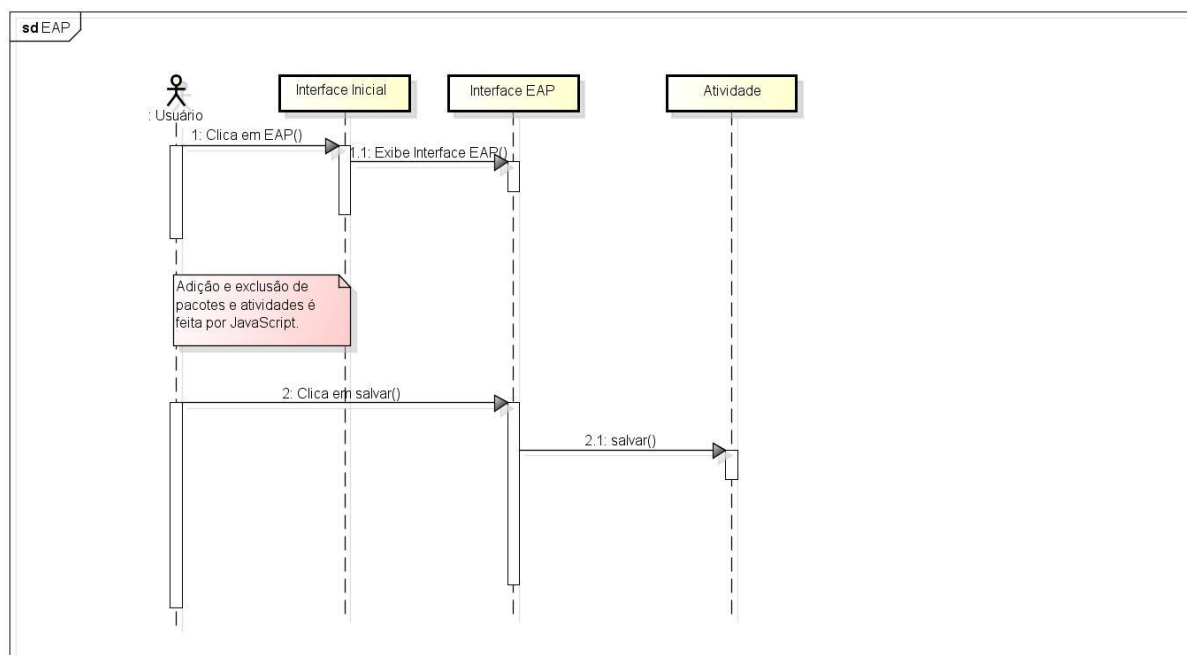 sd EAP
: Usuário
Interface Inicial
Interface EAP
Atividade
1: Clica em EAP()
1.1: Exibe Interface EAP()
Adição e exclusão de
pacotes e atividades é
feita por JavaScript.
2: Clica em salvar()
2.1: salvar()